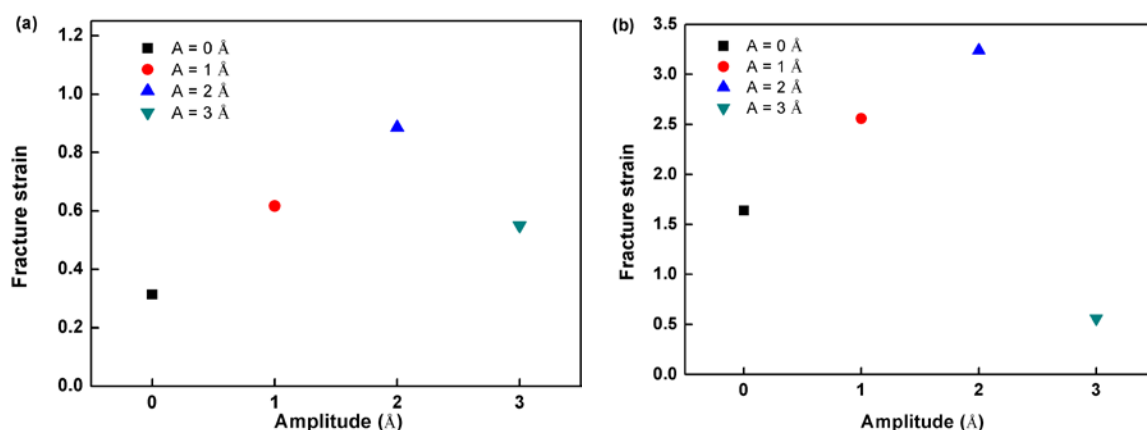 (a)
1.2
1.0
0.8
0.6
0.4
0.2
0.0
Fracture strain
A = 0 Å
A = 1 Å
A = 2 Å
A = 3 Å
0 1 2 3
Amplitude (Å)
(b)
3.5
3.0
2.5
2.0
1.5
1.0
0.5
0.0
Fracture strain
A = 0 Å
A = 1 Å
A = 2 Å
A = 3 Å
0 1 2 3
Amplitude (Å)